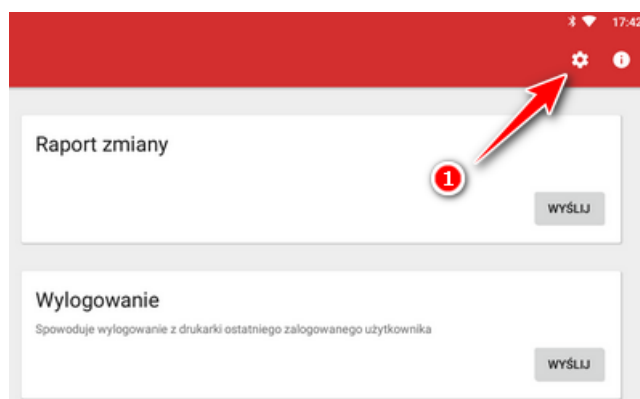 17:42
1
Raport zmiany
WYŚLIJ
Wylogowanie
Spowoduje wylogowanie z drukarki ostatniego zalogowanego użytkownika
WYŚLIJ